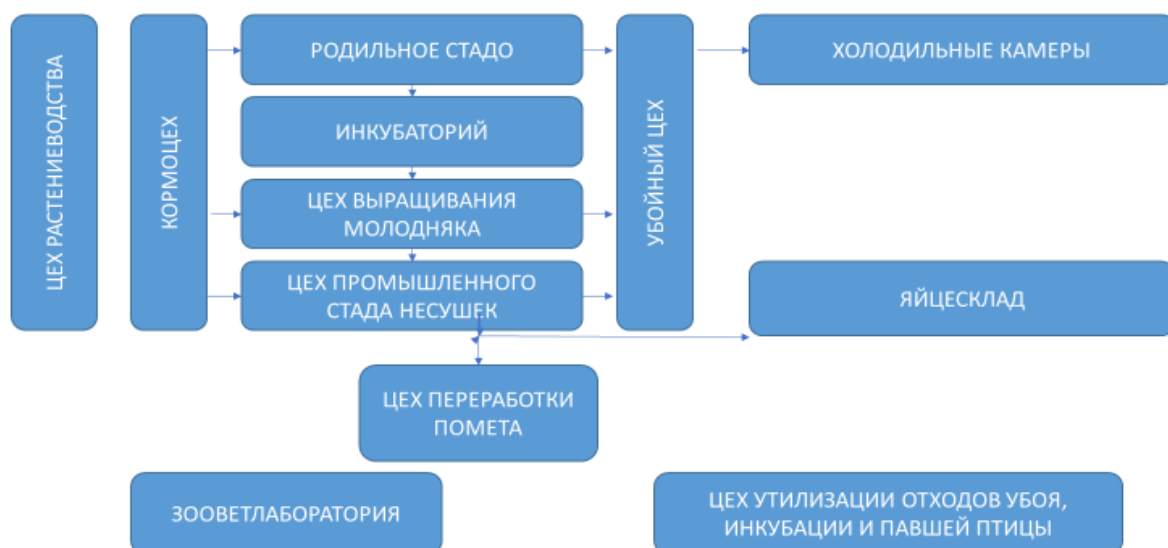 ЦЕХ РАСТЕНИЕВОДСТВА
КОРМОЦЕХ
РОДИЛЬНОЕ СТАДО
ИНКУБАТОРИЙ
ЦЕХ ВЫРАЩИВАНИЯ
МОЛОДНЯКА
ЦЕХ ПРОМЫШЛЕННОГО
СТАДА НЕСУШЕК
УБОЙНЫЙ ЦЕХ
ХОЛОДИЛЬНЫЕ КАМЕРЫ
ЯЙЦЕСКЛАД
ЦЕХ ПЕРЕРАБОТКИ
ПОМЕТА
ЗООВЕТЛАБОРАТОРИЯ
ЦЕХ УТИЛИЗАЦИИ ОТХОДОВ УБОЯ,
ИНКУБАЦИИ И ПАВШЕЙ ПТИЦЫ